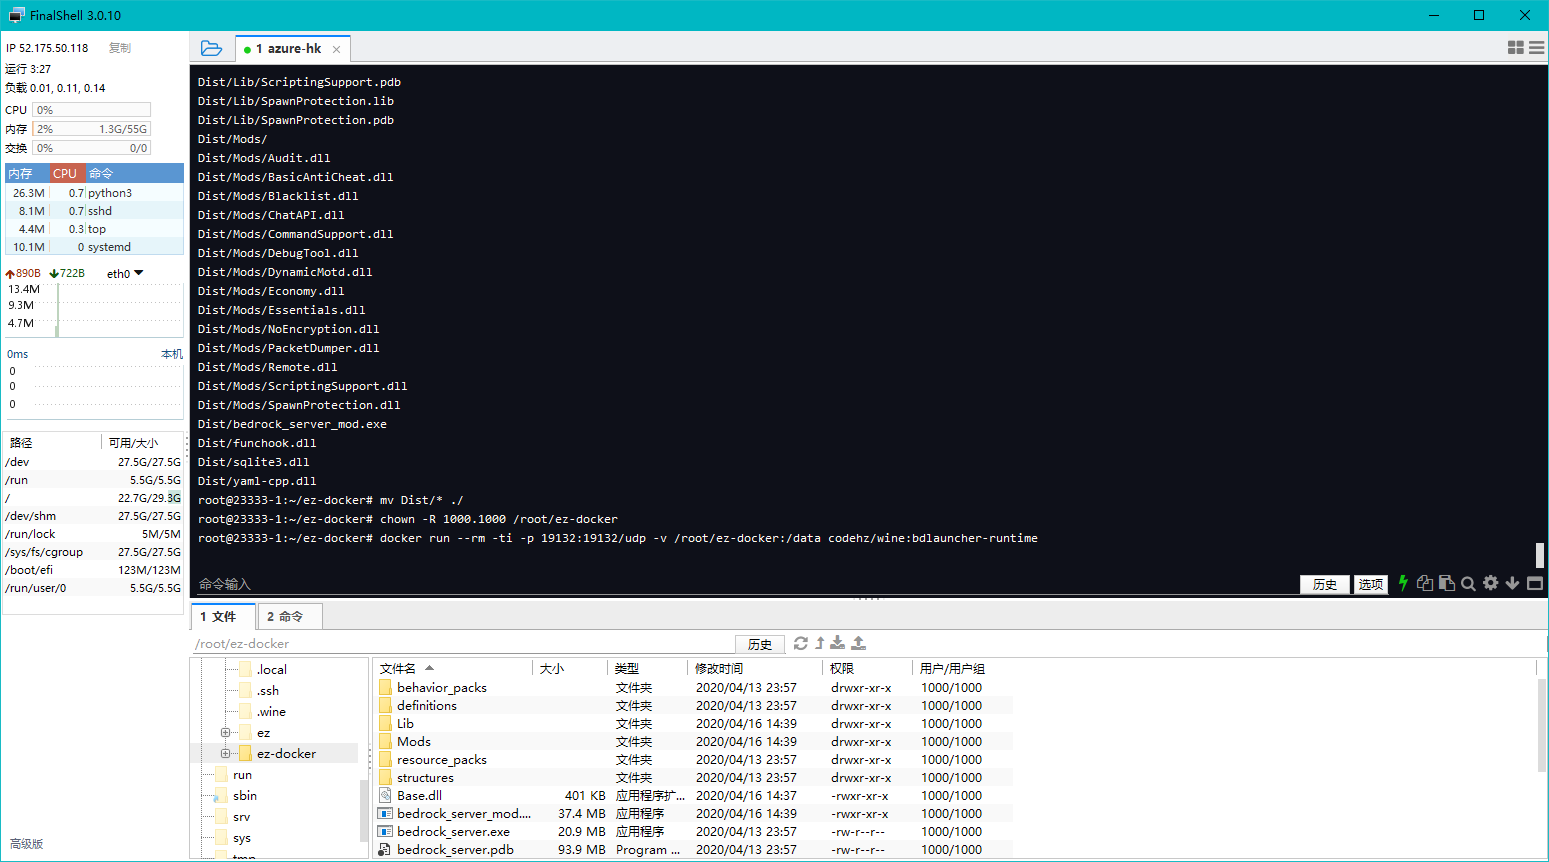 FinalShell 3.0.10
IP 52.175.50.118 复制
运行 3:27
负载 0.01, 0.11, 0.14
CPU 0%
内存 2% 1.3G/55G
交换 0% 0/0
内存 CPU 命令
26.3M 0.7 python3
8.1M 0.7 sshd
4.4M 0.3 top
10.1M 0 systemd
890B 722B eth0
13.4M
9.3M
4.7M
0ms 本机
0
0
0
路径 可用/大小
/dev 27.5G/27.5G
/run 5.5G/5.5G
/ 22.7G/29.3G
/dev/shm 27.5G/27.5G
/run/lock 5M/5M
/sys/fs/cgroup 27.5G/27.5G
/boot/efi 123M/123M
/run/user/0 5.5G/5.5G
高级版
1 azure-hk
Dist/Lib/ScriptingSupport.pdb
Dist/Lib/SpawnProtection.lib
Dist/Lib/SpawnProtection.pdb
Dist/Mods/
Dist/Mods/Audit.dll
Dist/Mods/BasicAntiCheat.dll
Dist/Mods/Blacklist.dll
Dist/Mods/ChatAPI.dll
Dist/Mods/CommandSupport.dll
Dist/Mods/DebugTool.dll
Dist/Mods/DynamicMotd.dll
Dist/Mods/Economy.dll
Dist/Mods/Essentials.dll
Dist/Mods/NoEncryption.dll
Dist/Mods/PacketDumper.dll
Dist/Mods/Remote.dll
Dist/Mods/ScriptingSupport.dll
Dist/Mods/SpawnProtection.dll
Dist/bedrock_server_mod.exe
Dist/funchook.dll
Dist/sqlite3.dll
Dist/yaml-cpp.dll
root@23333-1:~/ez-docker# mv Dist/* ./
root@23333-1:~/ez-docker# chown -R 1000.1000 /root/ez-docker
root@23333-1:~/ez-docker# docker run --rm -ti -p 19132:19132/udp -v /root/ez-docker:/data codehz/wine:bdlauncher-runtime
命令输入 历史 选项
1 文件 2 命令
/root/ez-docker 历史
.local
.ssh
.wine
ez
ez-docker
run
sbin
srv
sys
tmp
文件名 大小 类型 修改时间 权限 用户/用户组
behavior_packs 文件夹 2020/04/13 23:57 drwxr-xr-x 1000/1000
definitions 文件夹 2020/04/13 23:57 drwxr-xr-x 1000/1000
Lib 文件夹 2020/04/16 14:39 drwxr-xr-x 1000/1000
Mods 文件夹 2020/04/16 14:39 drwxr-xr-x 1000/1000
resource_packs 文件夹 2020/04/13 23:57 drwxr-xr-x 1000/1000
structures 文件夹 2020/04/13 23:57 drwxr-xr-x 1000/1000
Base.dll 401 KB 应用程序扩... 2020/04/16 14:37 -rwxr-xr-x 1000/1000
bedrock_server_mod.... 37.4 MB 应用程序 2020/04/16 14:39 -rwxr-xr-x 1000/1000
bedrock_server.exe 20.9 MB 应用程序 2020/04/13 23:57 -rw-r--r-- 1000/1000
bedrock_server.pdb 93.9 MB Program ... 2020/04/13 23:57 -rw-r--r-- 1000/1000